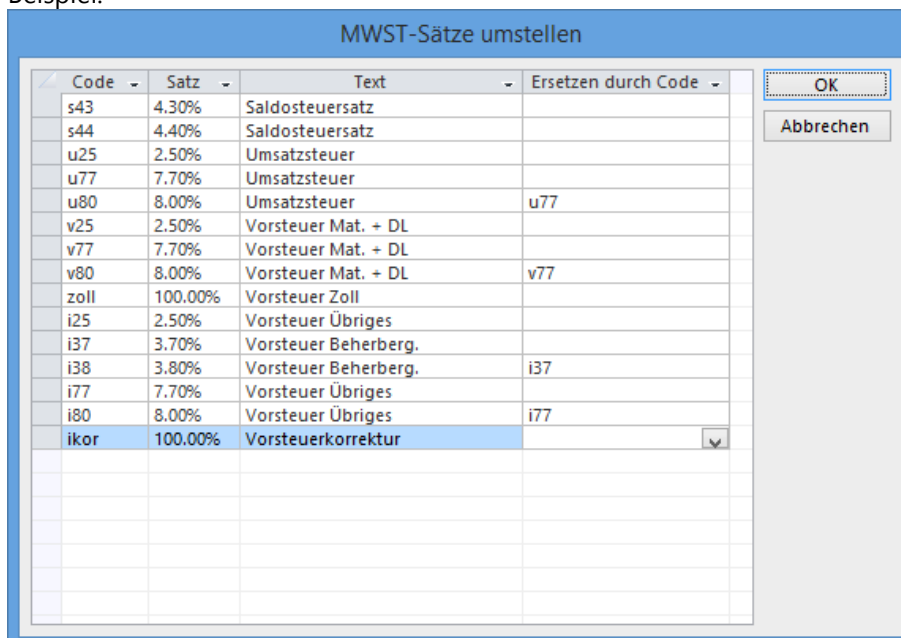 Beispiel:
MWST-Sätze umstellen
Code Satz Text Ersetzen durch Code
s43 4.30% Saldosteuersatz
s44 4.40% Saldosteuersatz
u25 2.50% Umsatzsteuer
u77 7.70% Umsatzsteuer
u80 8.00% Umsatzsteuer u77
v25 2.50% Vorsteuer Mat. + DL
v77 7.70% Vorsteuer Mat. + DL
v80 8.00% Vorsteuer Mat. + DL v77
zoll 100.00% Vorsteuer Zoll
i25 2.50% Vorsteuer Übriges
i37 3.70% Vorsteuer Beherberg.
i38 3.80% Vorsteuer Beherberg. i37
i77 7.70% Vorsteuer Übriges
i80 8.00% Vorsteuer Übriges i77
ikor 100.00% Vorsteuerkorrektur
OK
Abbrechen